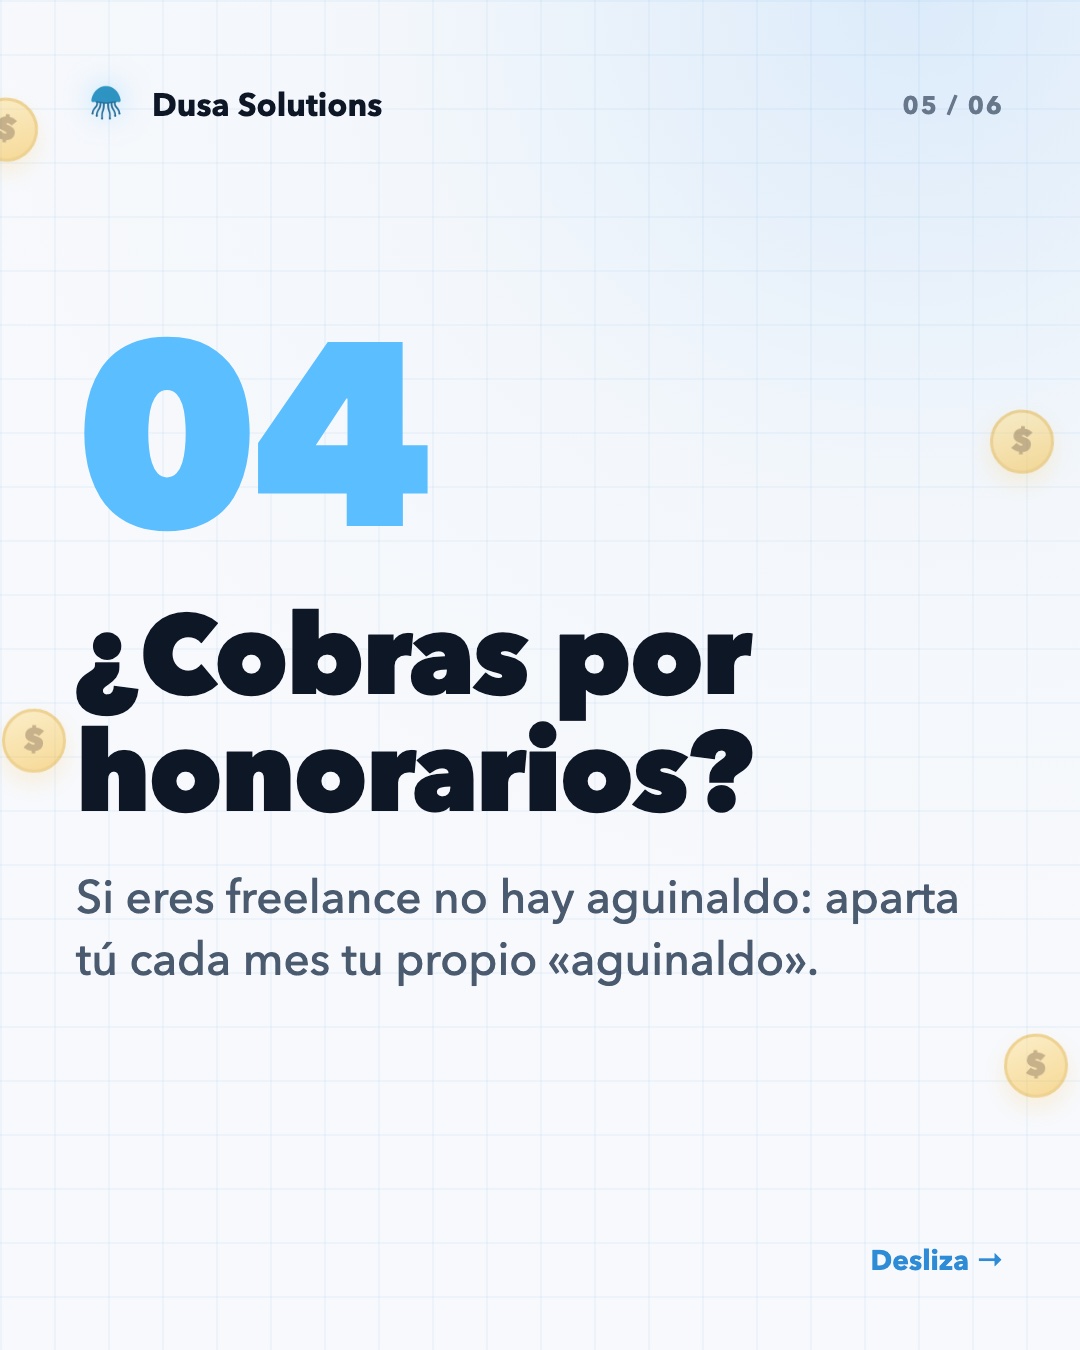 Dusa Solutions
05 / 06
$
$
04
¿Cobras por
honorarios?
$
Si eres freelance no hay aguinaldo: aparta
tú cada mes tu propio «aguinaldo».
$
Desliza →